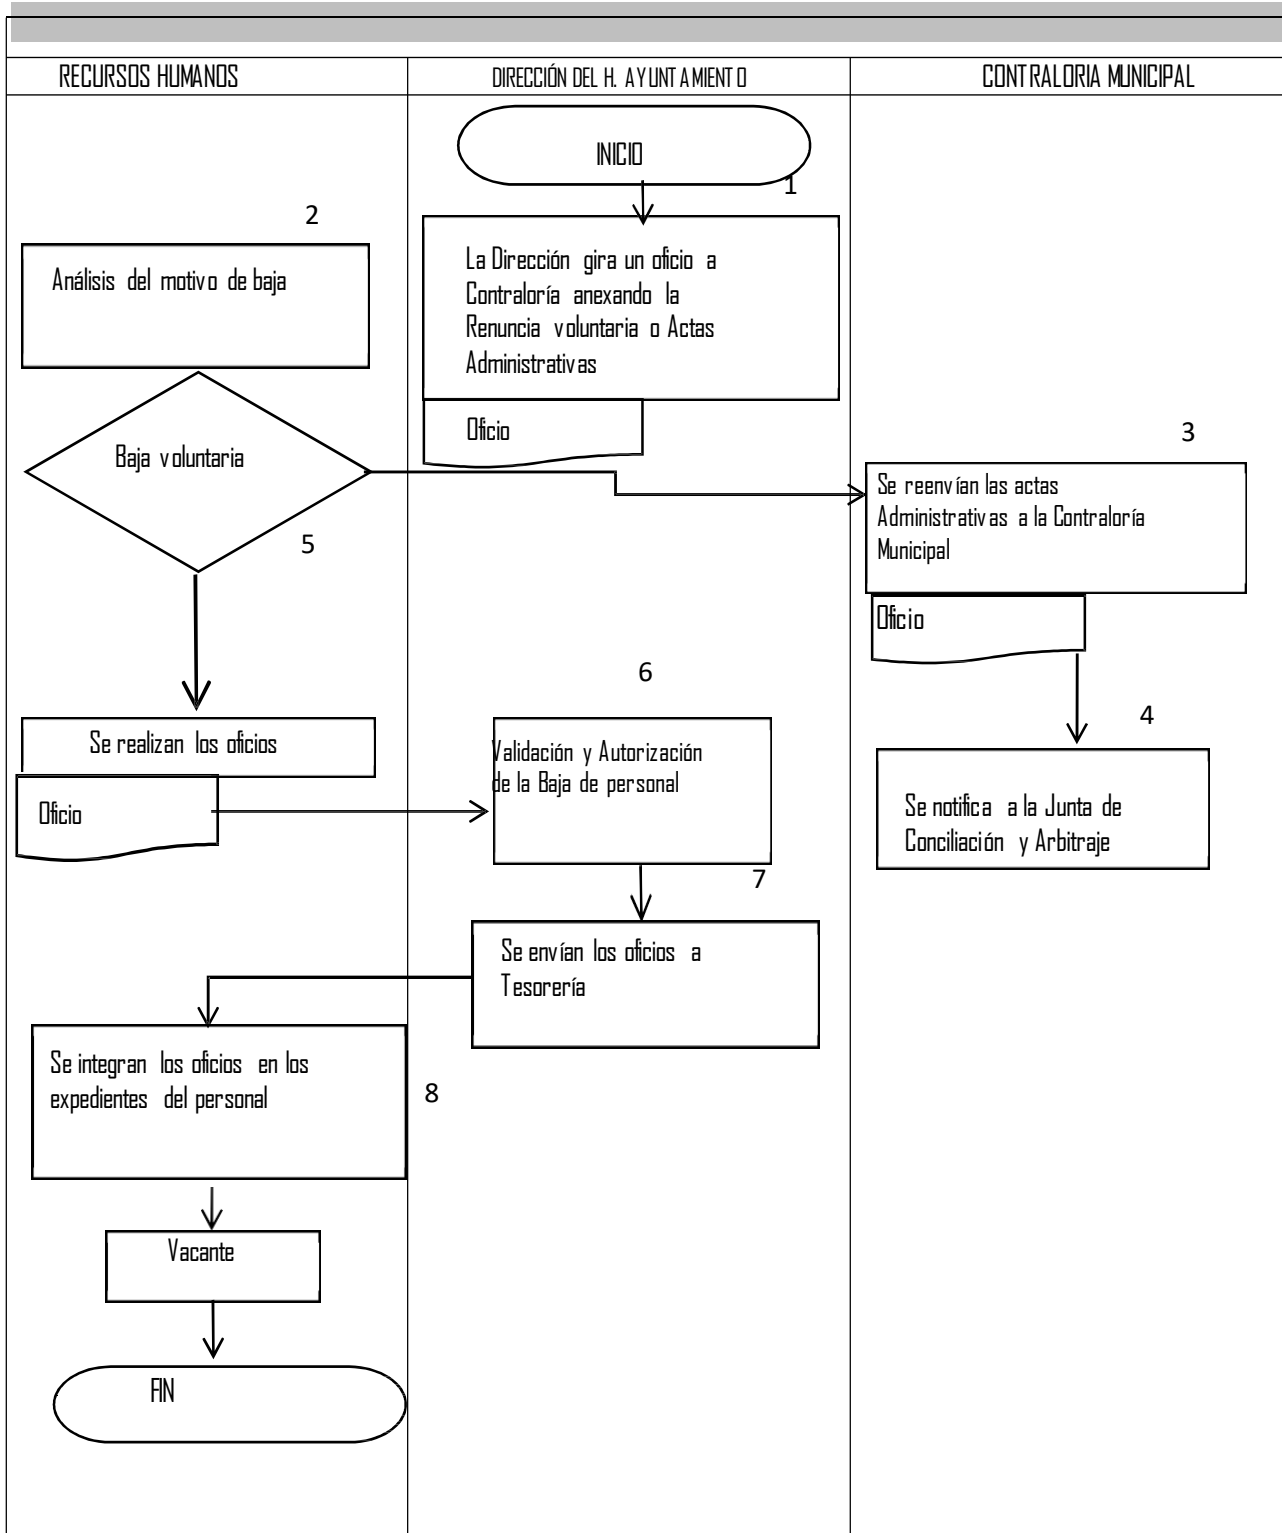 RECURSOS HUMANOS
DIRECCIÓN DEL H. AYUNTAMIENTO
CONTRALORIA MUNICIPAL
INICIO
1
La Dirección gira un oficio a
Contraloría anexando la
Renuncia voluntaria o Actas
Administrativas
Oficio
2
Análisis del motivo de baja
Baja voluntaria
3
Se reenvían las actas
Administrativas a la Contraloría
Municipal
Oficio
4
Se notifica a la Junta de
Conciliación y Arbitraje
5
Se realizan los oficios
Oficio
6
Validación y Autorización
de la Baja de personal
7
Se envían los oficios a
Tesorería
8
Se integran los oficios en los
expedientes del personal
Vacante
FIN